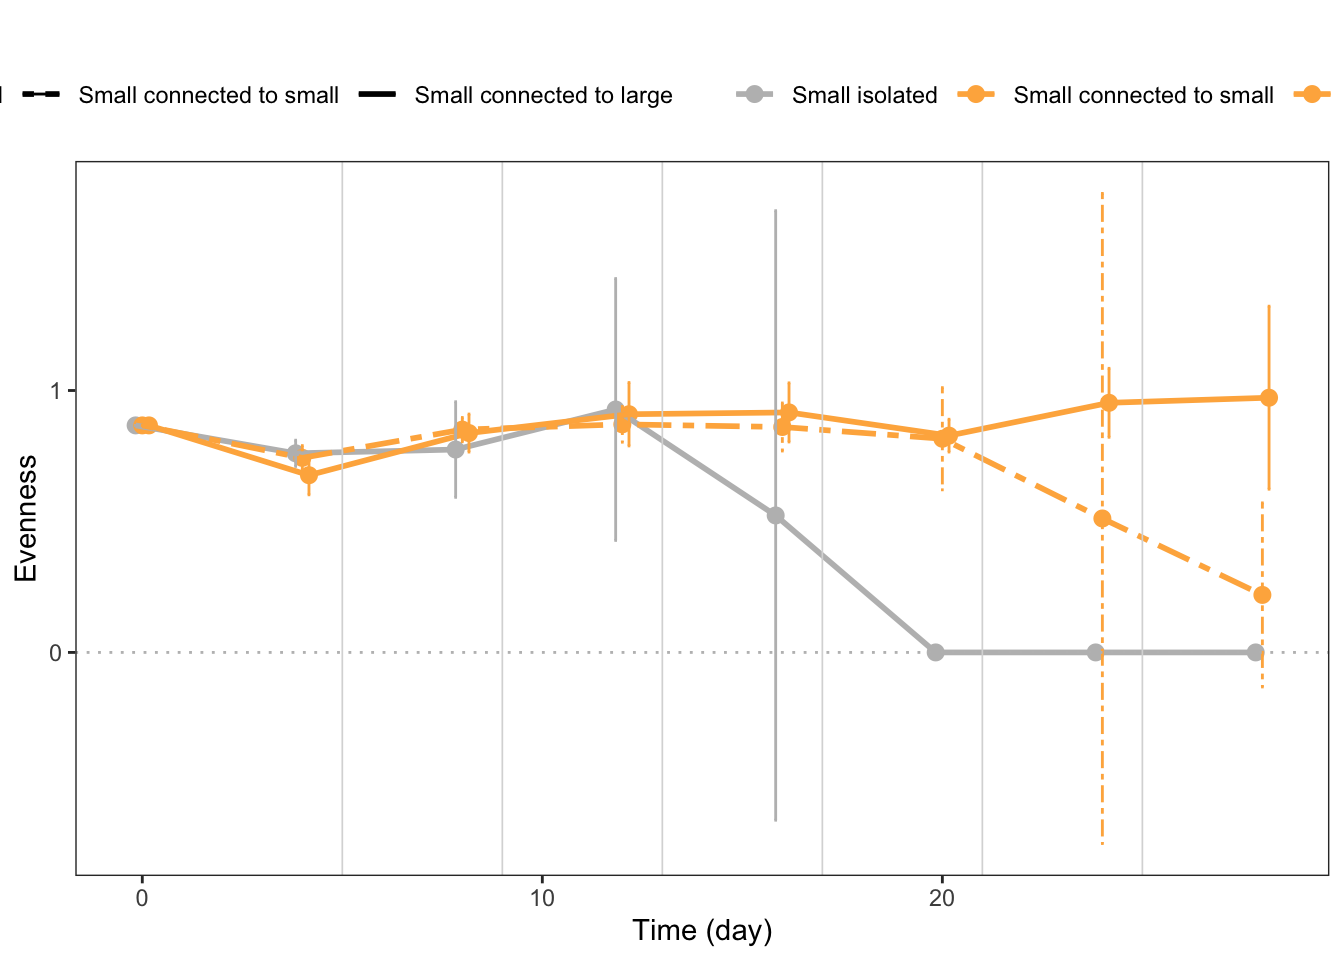 Small connected to small Small connected to large Small isolated Small connected to small
1
0
Evenness
0 10 20
Time (day)